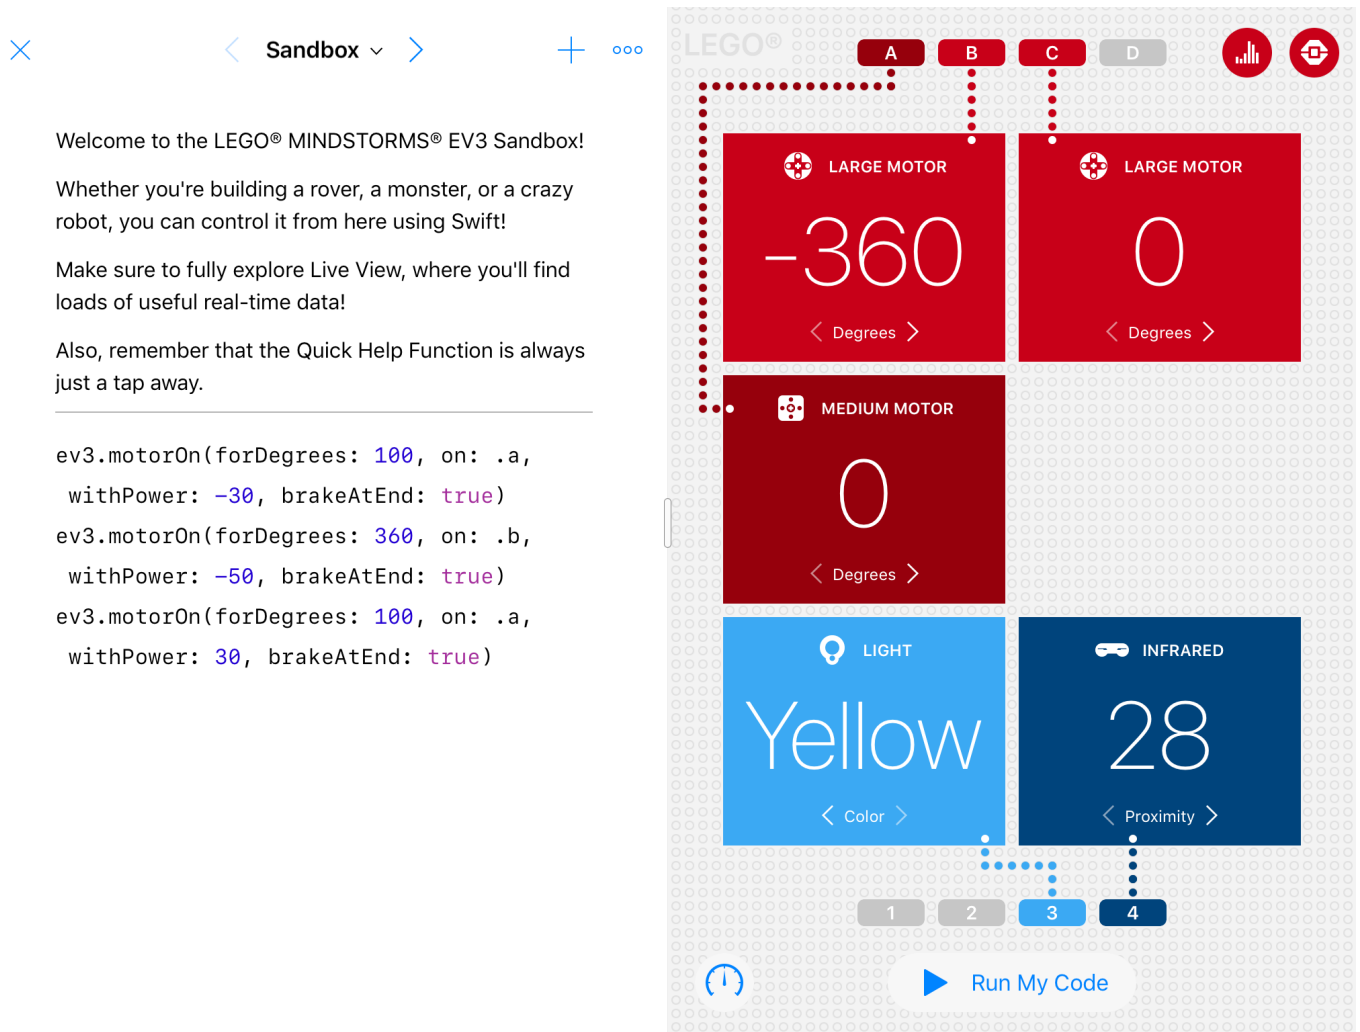 Sandbox
Welcome to the LEGO® MINDSTORMS® EV3 Sandbox!
Whether you're building a rover, a monster, or a crazy
robot, you can control it from here using Swift!
Make sure to fully explore Live View, where you'll find
loads of useful real-time data!
Also, remember that the Quick Help Function is always
just a tap away.
ev3.motorOn(forDegrees: 100, on: .a,
withPower: -30, brakeAtEnd: true)
ev3.motorOn(forDegrees: 360, on: .b,
withPower: -50, brakeAtEnd: true)
ev3.motorOn(forDegrees: 100, on: .a,
withPower: 30, brakeAtEnd: true)
LEGO®
A B C D
LARGE MOTOR
-360
Degrees
LARGE MOTOR
0
Degrees
MEDIUM MOTOR
0
Degrees
LIGHT
Yellow
Color
INFRARED
28
Proximity
1 2 3 4
Run My Code